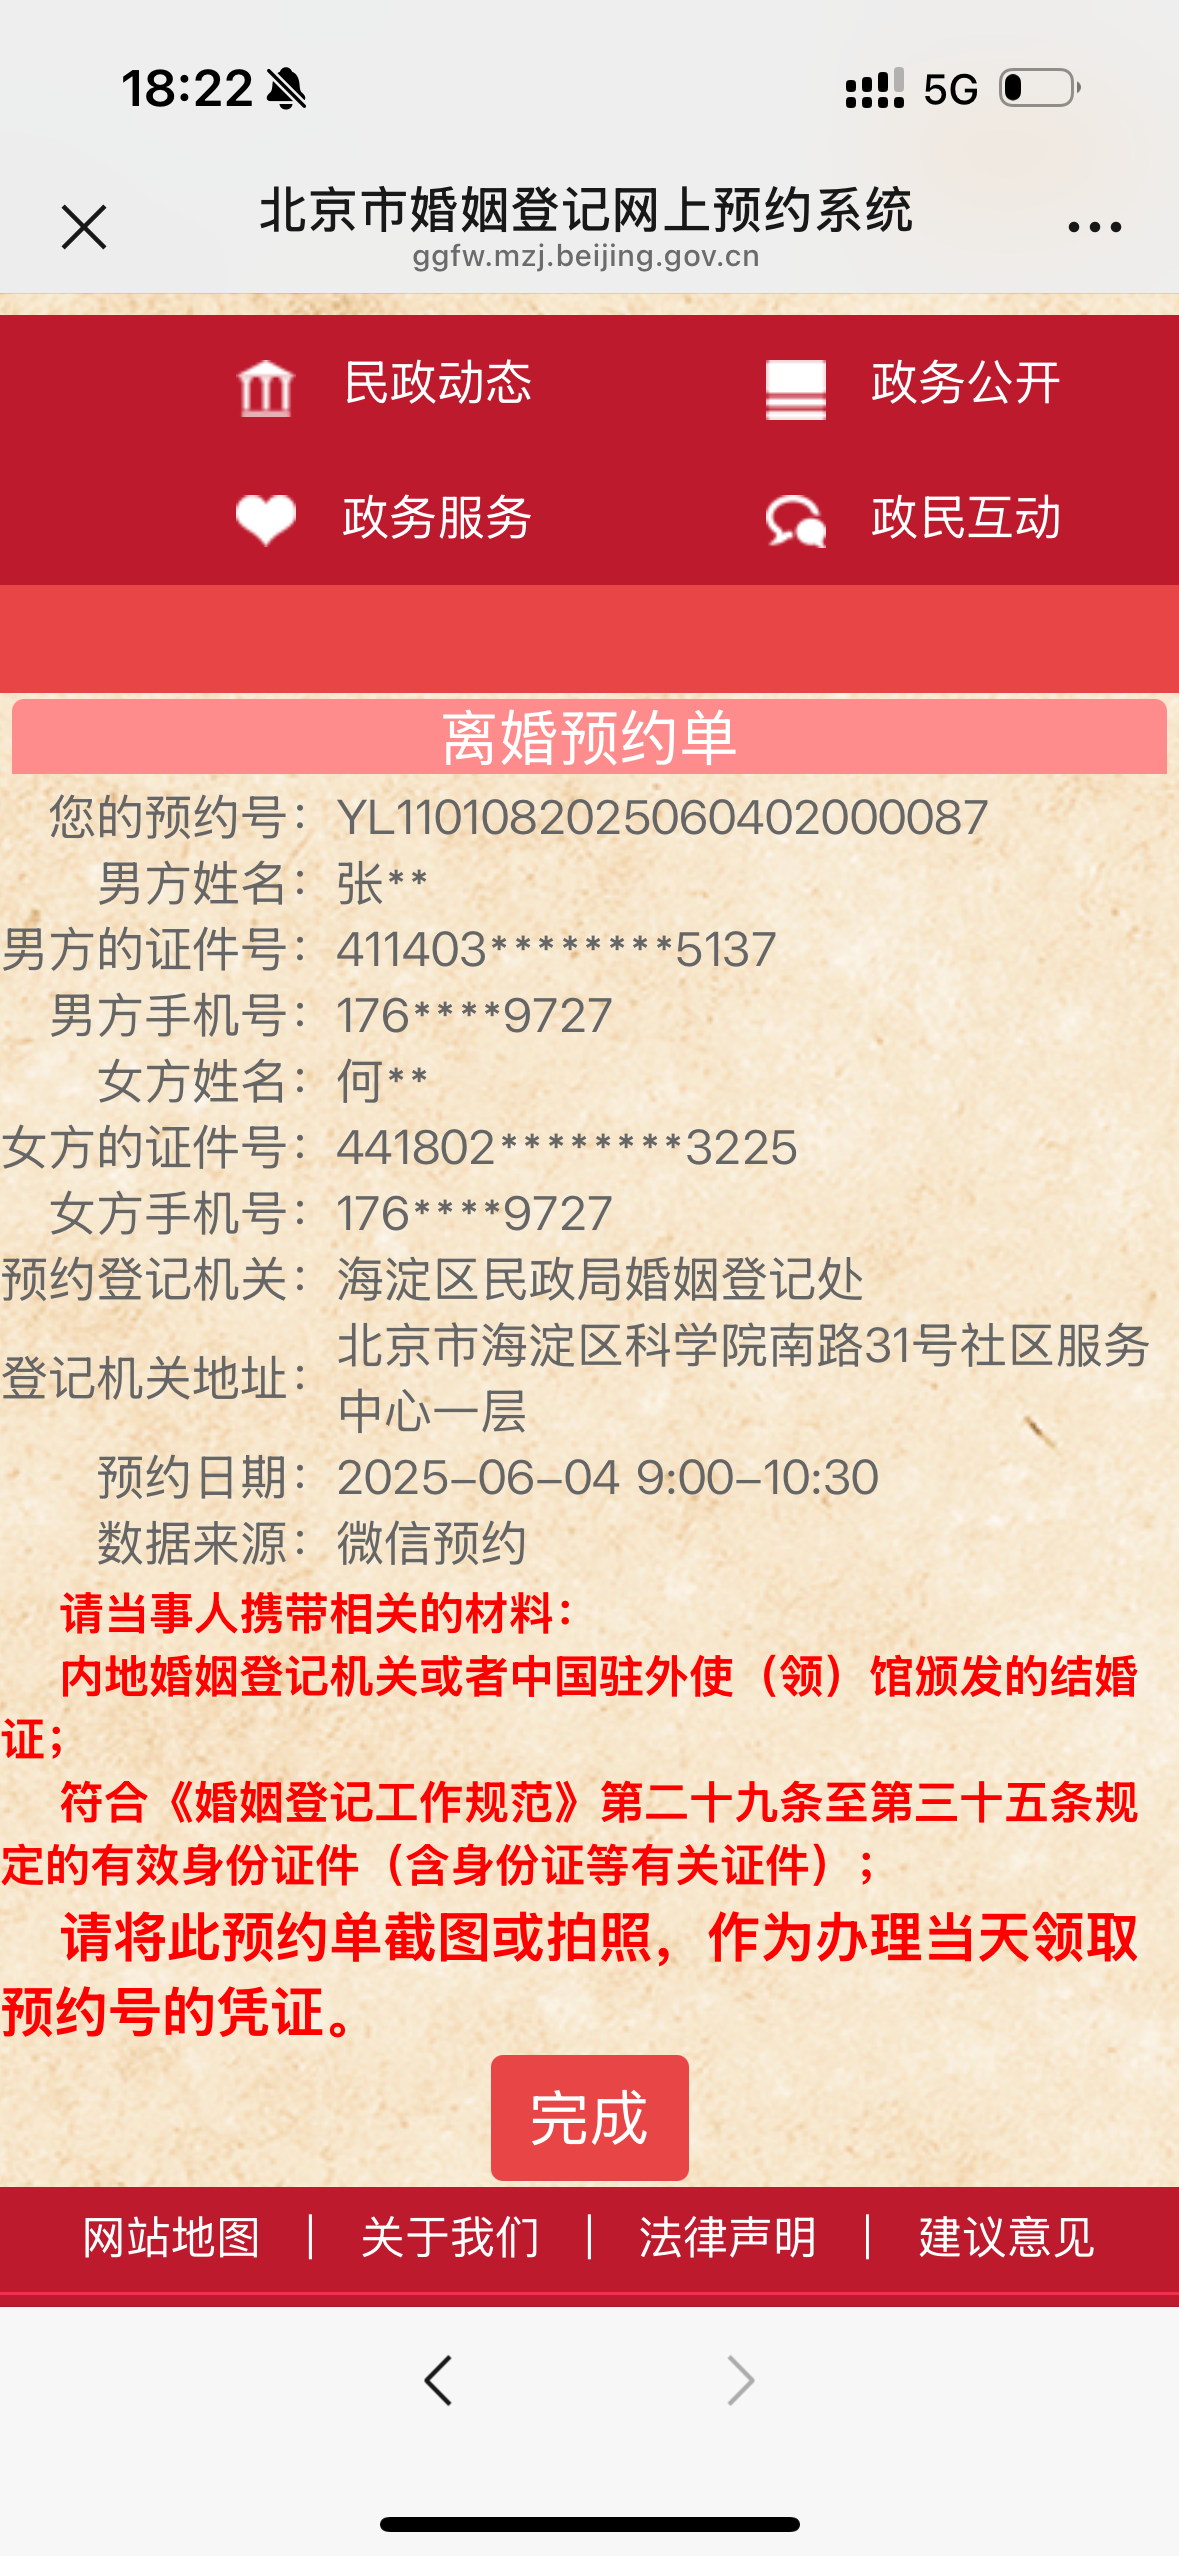 18:22
5G
北京市婚姻登记网上预约系统
ggfw.mzj.beijing.gov.cn
民政动态 政务公开
政务服务 政民互动
离婚预约单
您的预约号： YL1101082025060402000087
男方姓名： 张**
男方的证件号： 411403********5137
男方手机号： 176****9727
女方姓名： 何**
女方的证件号： 441802********3225
女方手机号： 176****9727
预约登记机关： 海淀区民政局婚姻登记处
登记机关地址： 北京市海淀区科学院南路31号社区服务
中心一层
预约日期： 2025-06-04 9:00-10:30
数据来源： 微信预约
请当事人携带相关的材料：
内地婚姻登记机关或者中国驻外使（领）馆颁发的结婚
证；
符合《婚姻登记工作规范》第二十九条至第三十五条规
定的有效身份证件（含身份证等有关证件）；
请将此预约单截图或拍照，作为办理当天领取
预约号的凭证。
完成
网站地图 | 关于我们 | 法律声明 | 建议意见